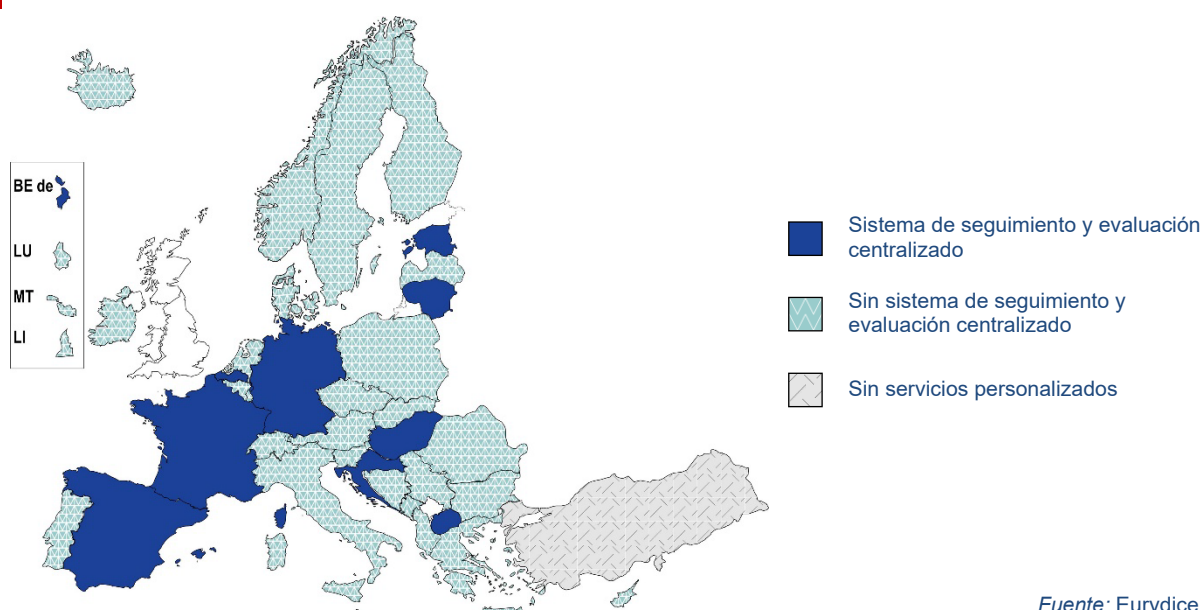 BE de
LU
MT
LI
Sistema de seguimiento y evaluación
centralizado
Sin sistema de seguimiento y
evaluación centralizado
Sin servicios personalizados
Fuente: Eurydice